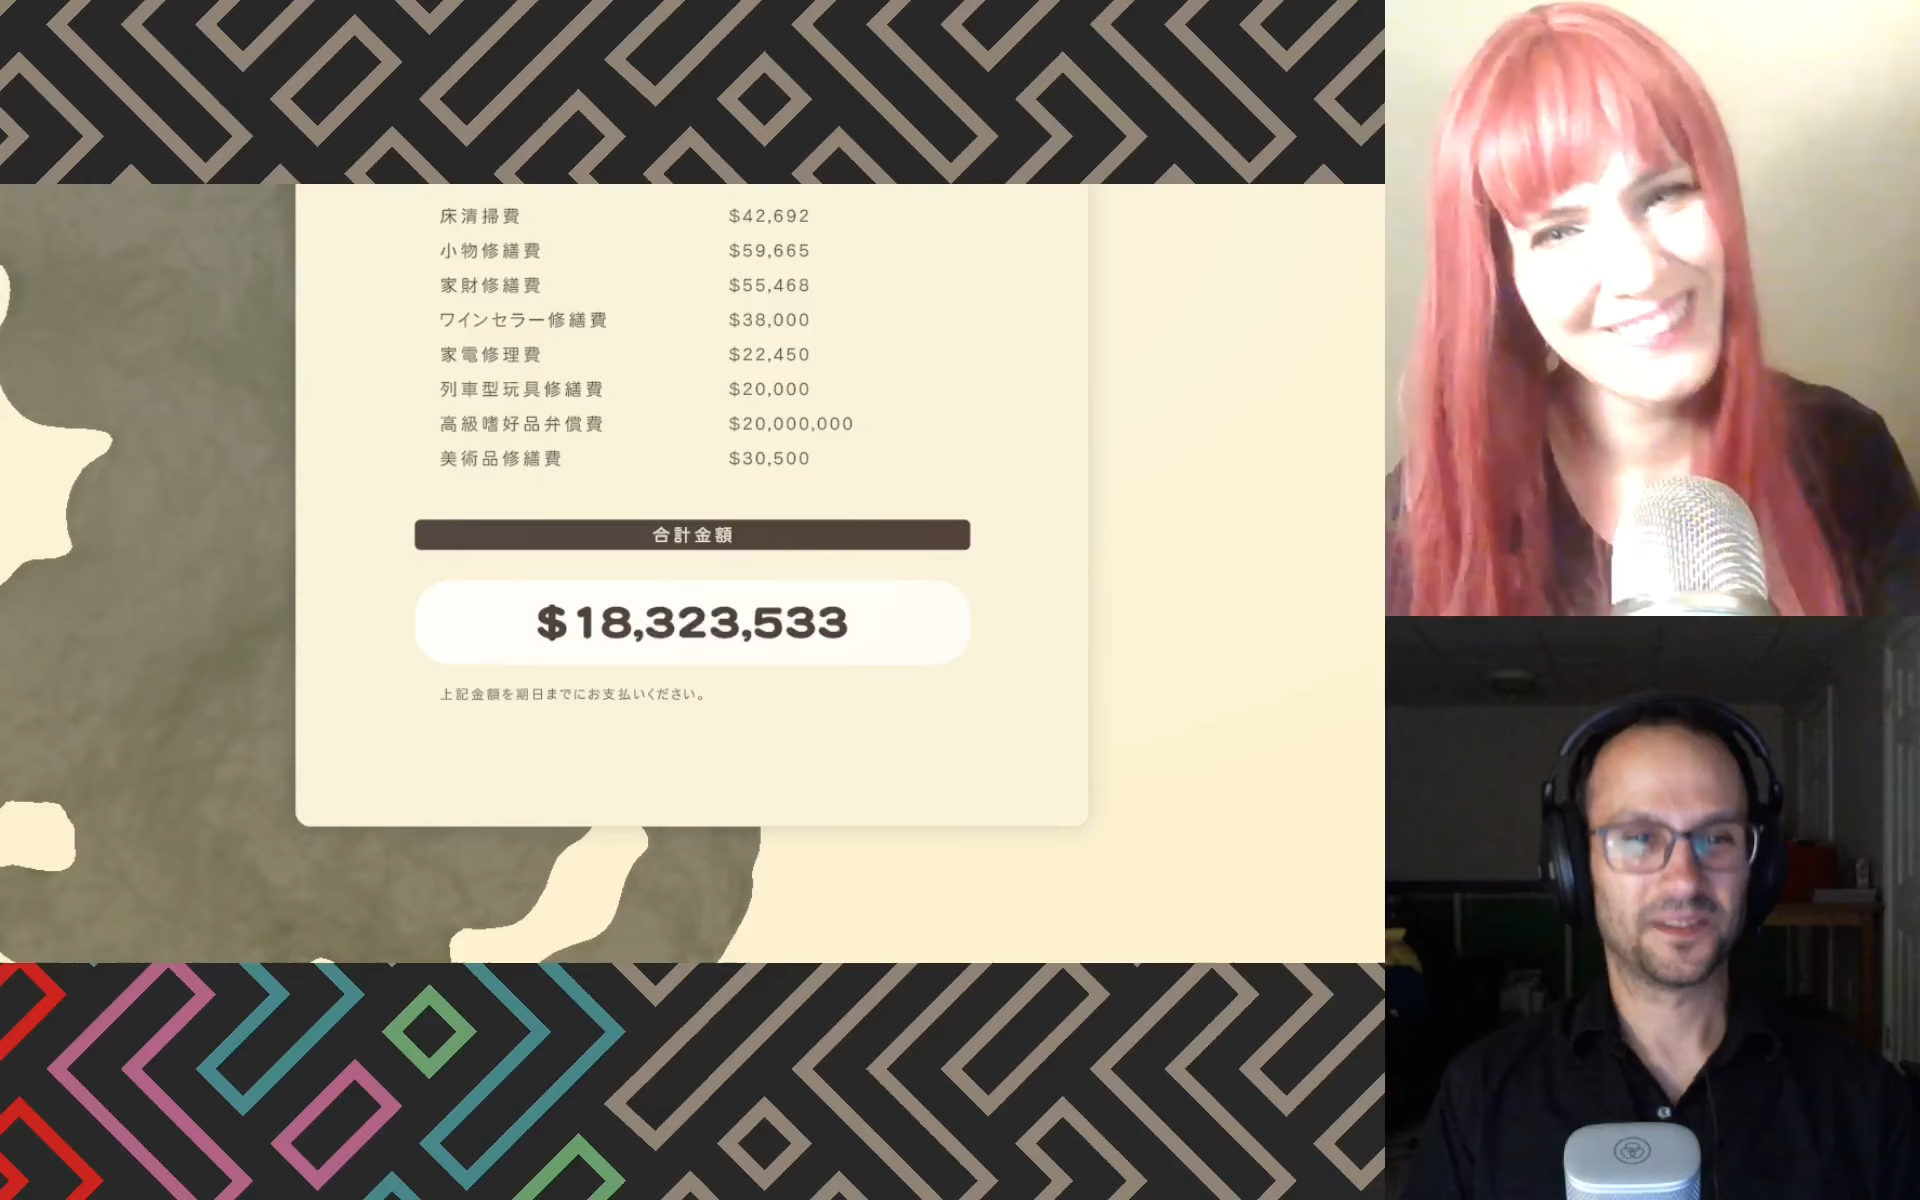 床清掃費 $42,692
小物修繕費 $59,665
家財修繕費 $55,468
ワインセラー修繕費 $38,000
家電修理費 $22,450
列車型玩具修繕費 $20,000
高級嗜好品弁償費 $20,000,000
美術品修繕費 $30,500
合計金額
$18,323,533
上記金額を期日までにお支払いください。